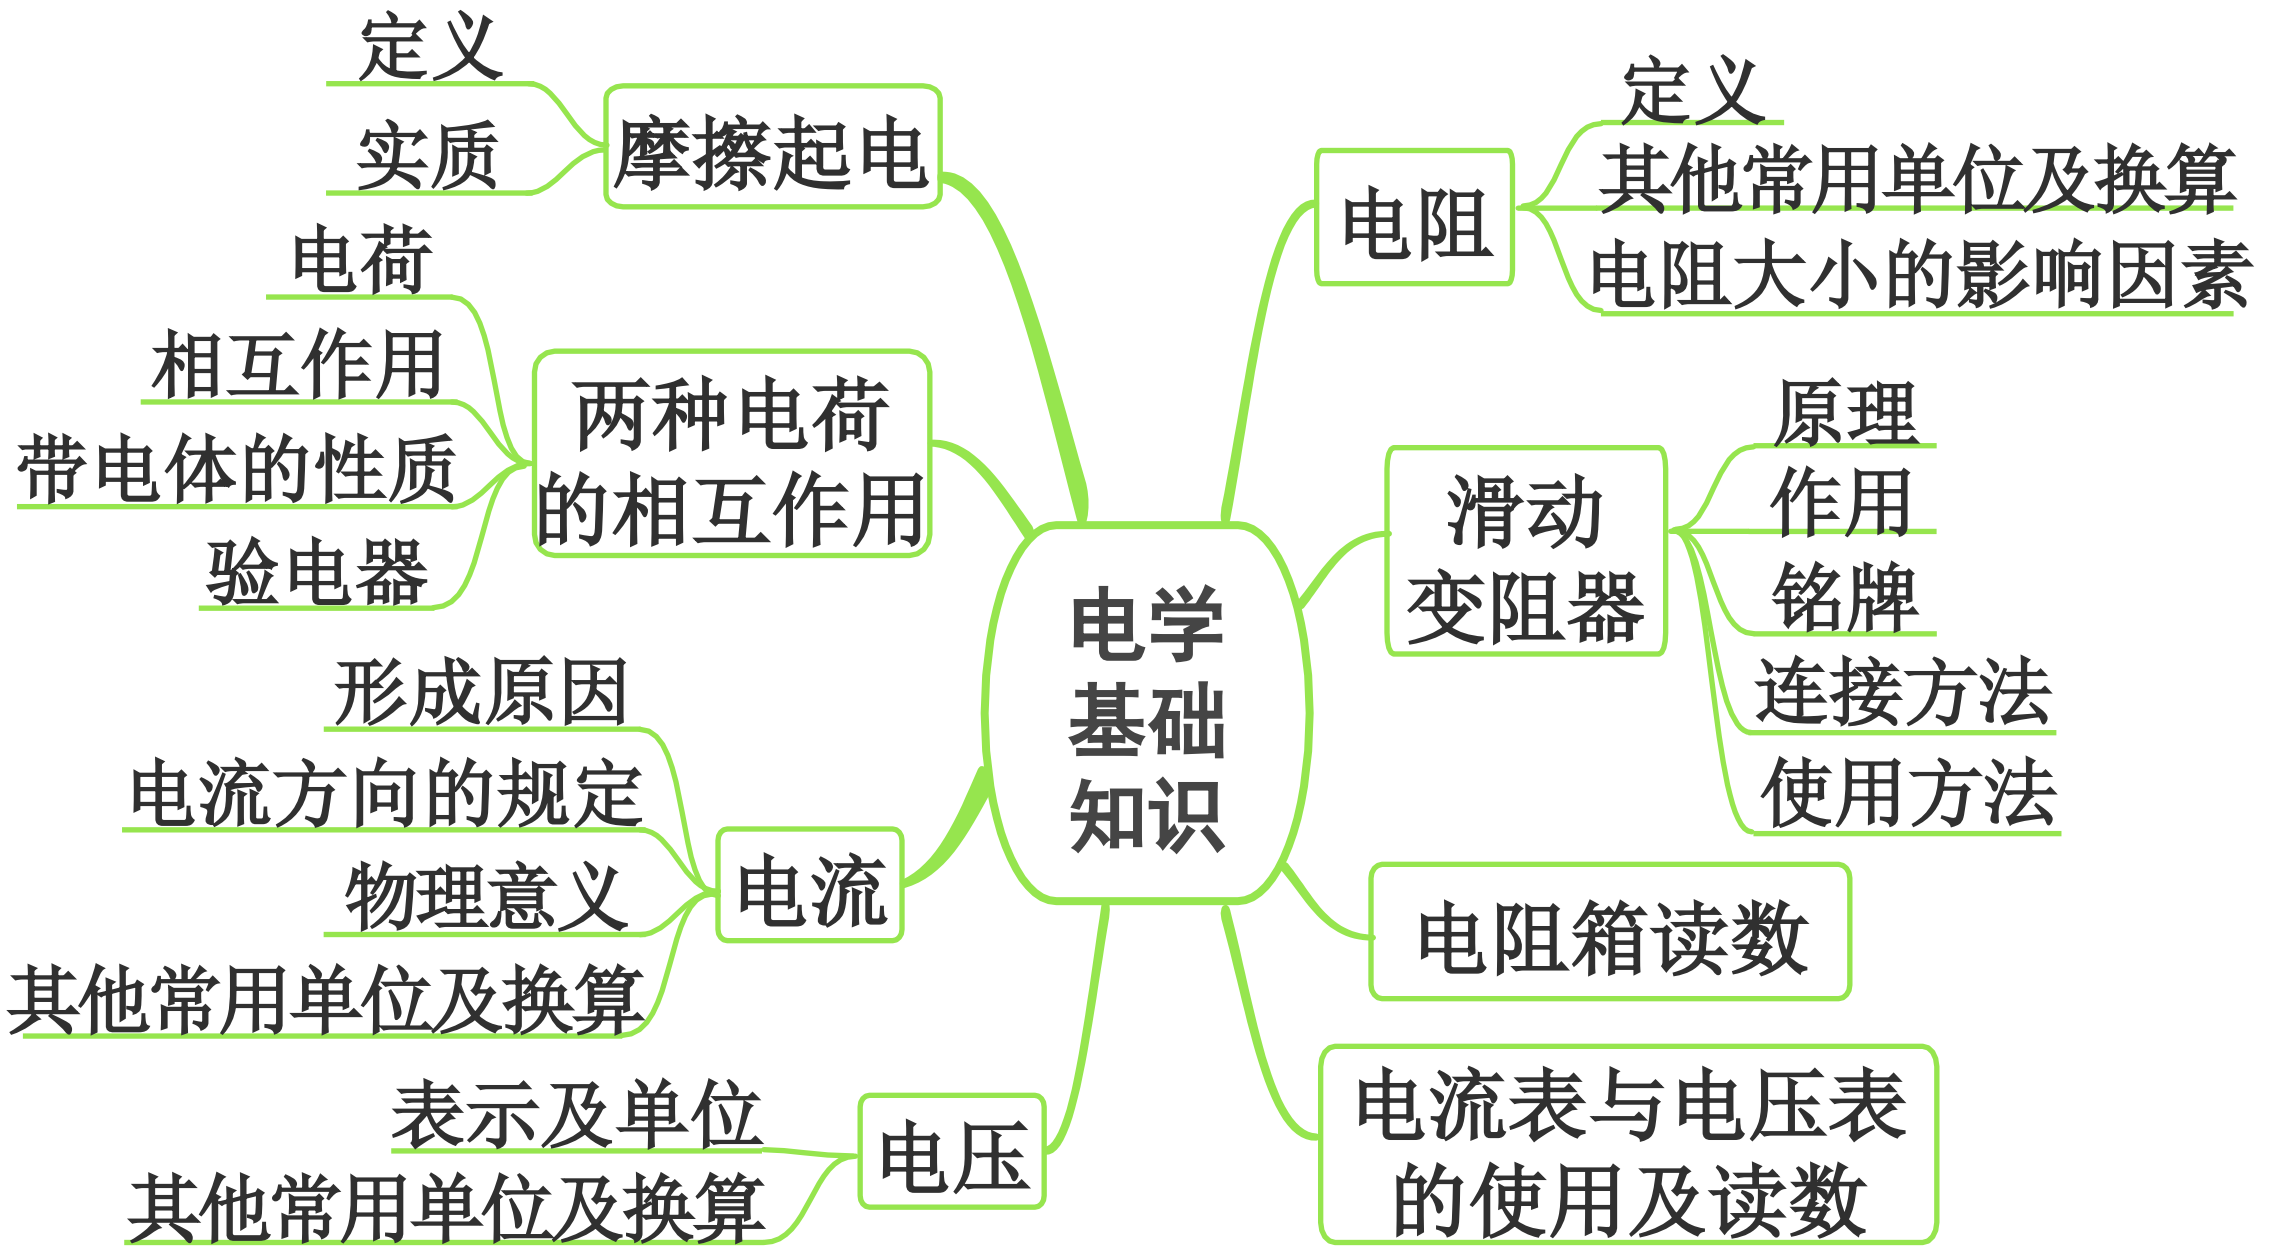 定义
实质
摩擦起电
电荷
相互作用
带电体的性质
验电器
两种电荷
的相互作用
形成原因
电流方向的规定
物理意义
其他常用单位及换算
电流
表示及单位
其他常用单位及换算
电压
电学
基础
知识
定义
其他常用单位及换算
电阻大小的影响因素
电阻
原理
作用
铭牌
连接方法
使用方法
滑动
变阻器
电阻箱读数
电流表与电压表
的使用及读数